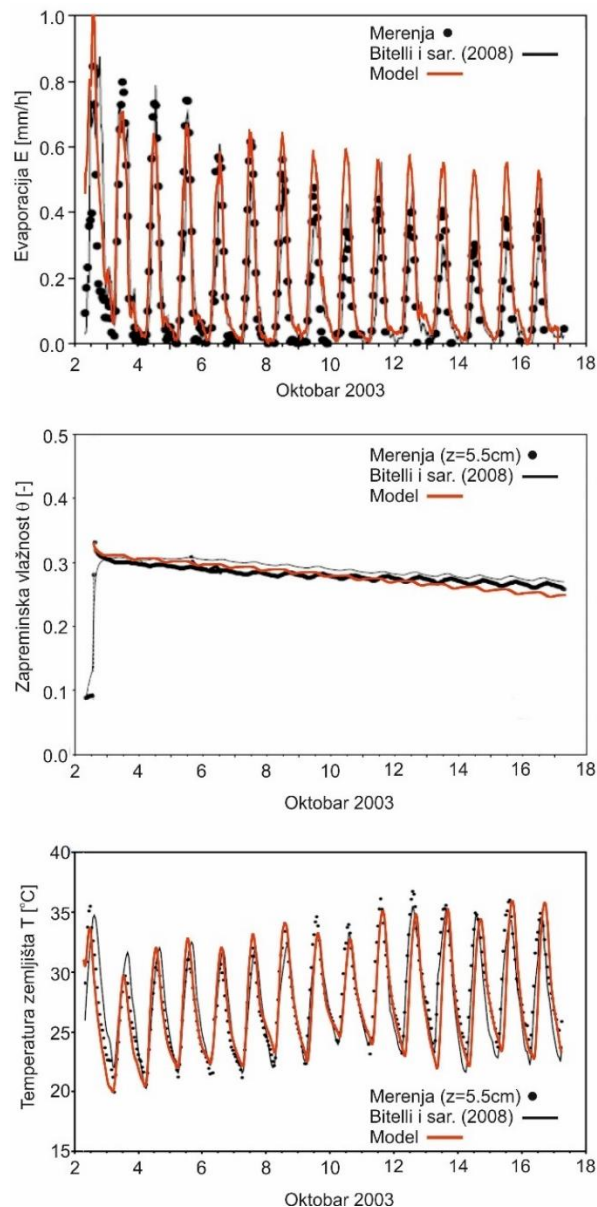 Merenja
Bitelli i sar. (2008)
Model
Evaporacija E [mm/h]
1.0
0.8
0.6
0.4
0.2
0.0
2 4 6 8 10 12 14 16 18
Oktobar 2003
Merenja (z=5.5cm)
Bitelli i sar. (2008)
Model
Zapreminska vlažnost θ [-]
0.5
0.4
0.3
0.2
0.1
0.0
2 4 6 8 10 12 14 16 18
Oktobar 2003
Temperatura zemljišta T [°C]
40
35
30
25
20
15
Merenja (z=5.5cm)
Bitelli i sar. (2008)
Model
2 4 6 8 10 12 14 16 18
Oktobar 2003